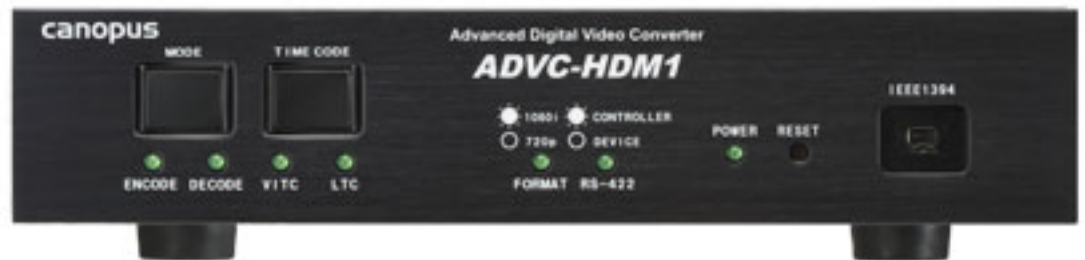 canopus
MODE TIME CODE
Advanced Digital Video Converter
ADVC-HDM1
1080i CONTROLLER
720p DEVICE
IEEE1394
POWER RESET
ENCODE DECODE VITC LTC
FORMAT RS-422